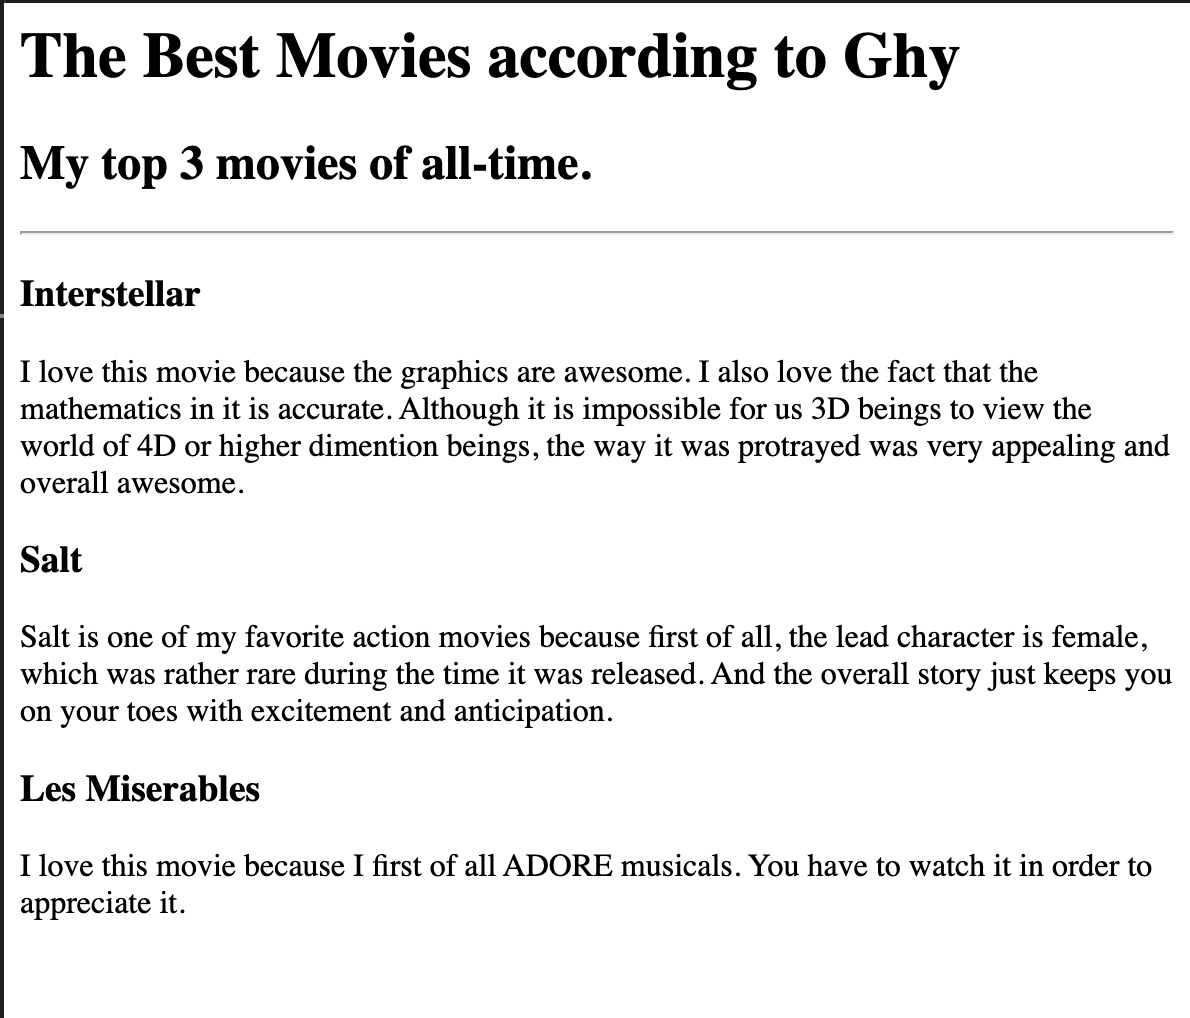 The Best Movies according to Ghy
My top 3 movies of all-time.
Interstellar
I love this movie because the graphics are awesome. I also love the fact that the
mathematics in it is accurate. Although it is impossible for us 3D beings to view the
world of 4D or higher dimention beings, the way it was protrayed was very appealing and
overall awesome.
Salt
Salt is one of my favorite action movies because first of all, the lead character is female,
which was rather rare during the time it was released. And the overall story just keeps you
on your toes with excitement and anticipation.
Les Miserables
I love this movie because I first of all ADORE musicals. You have to watch it in order to
appreciate it.